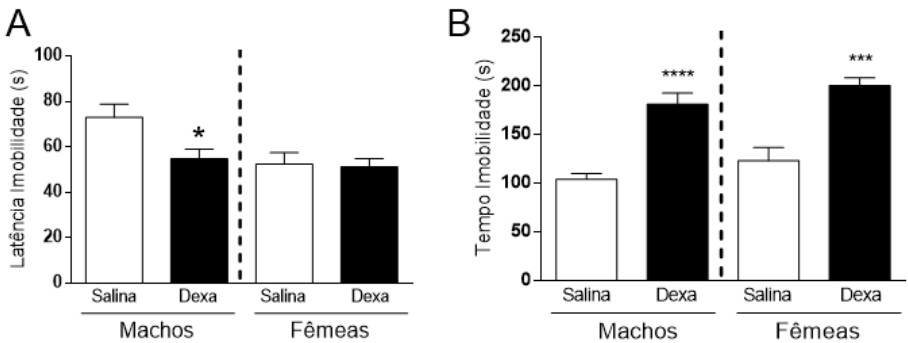 A
Latência Imobilidade (s)
100
80
60
40
20
0
*
Salina Dexa Salina Dexa
Machos Fêmeas
B
Tempo Imobilidade (s)
250
200
150
100
50
0
****
***
Salina Dexa Salina Dexa
Machos Fêmeas